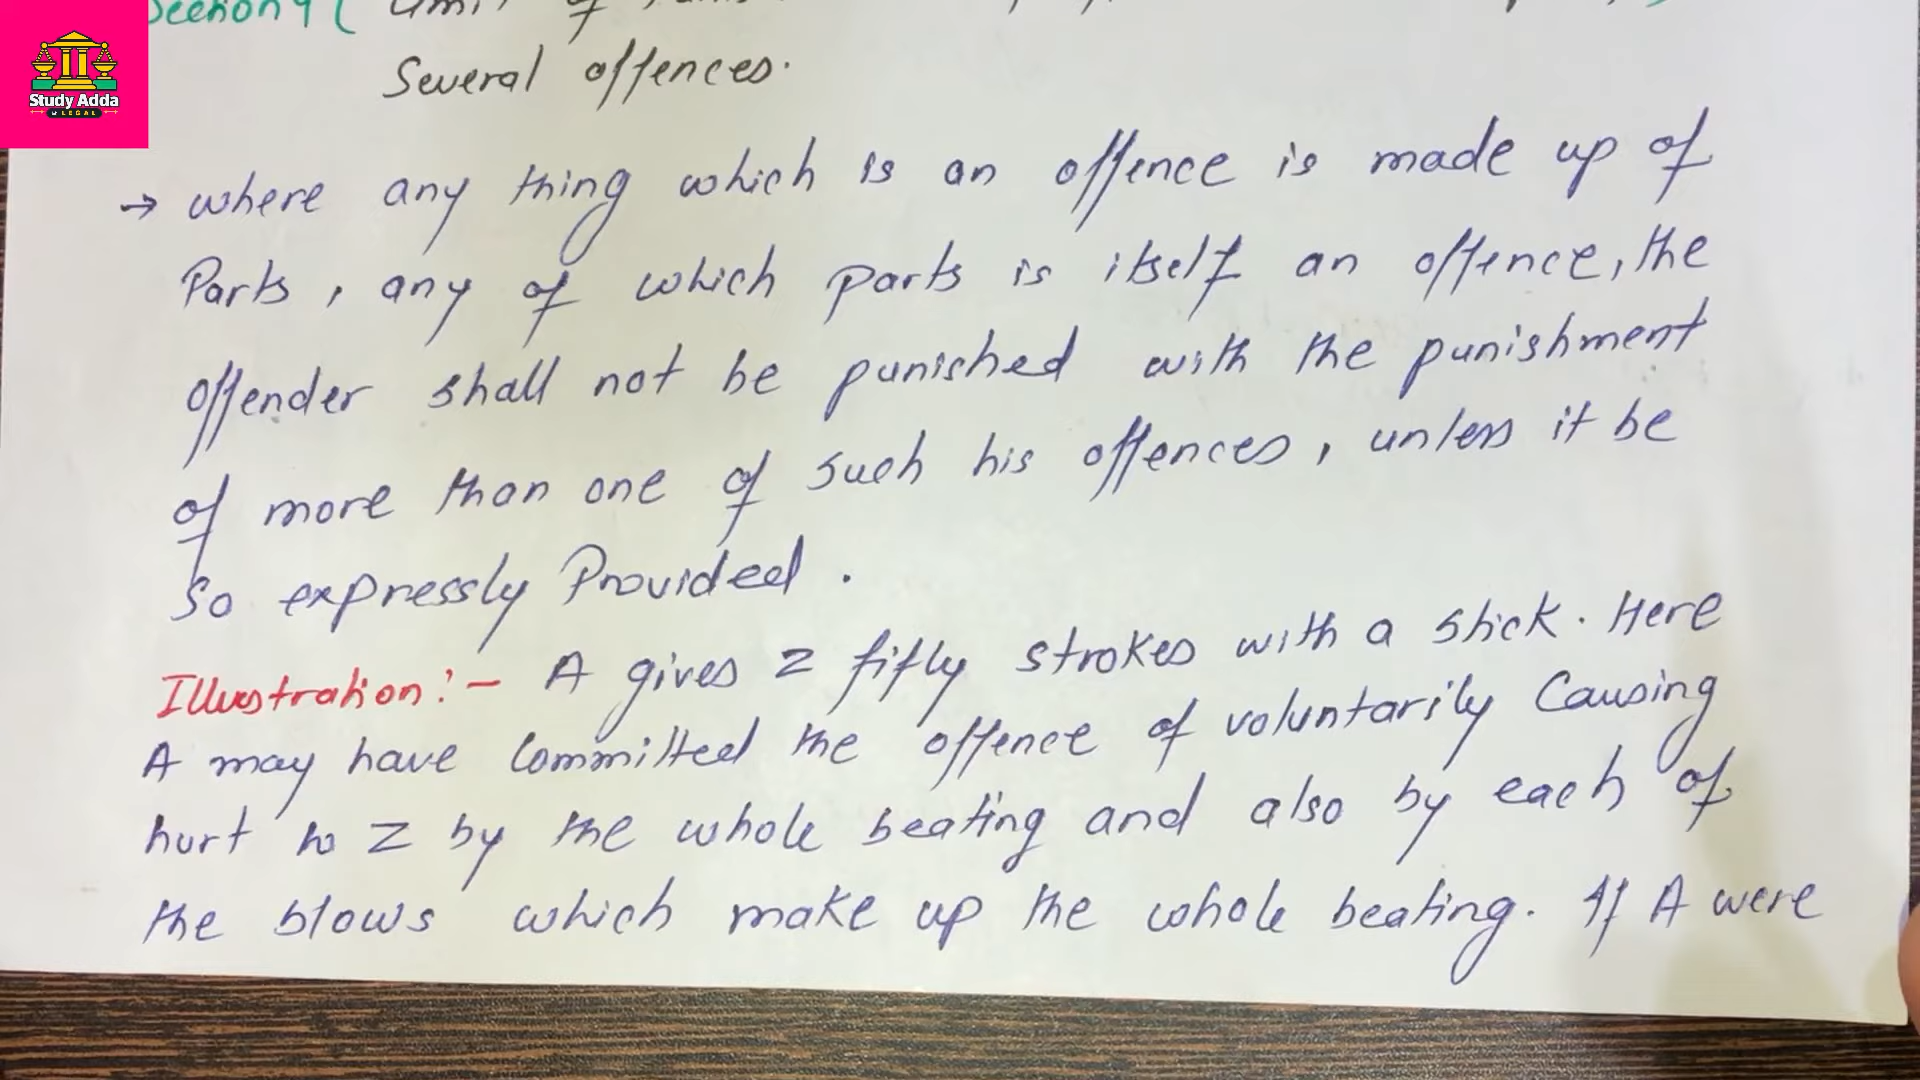 Section 9 (
of
Study Adda
LEGAL
Several offences.
→ where any thing which is an offence is made up of
Parts, any of which parts is itself an offence, the
offender shall not be punished with the punishment
of more than one of such his offences, unless it be
So expressly Provided.
Illustration:- A gives Z fifty strokes with a stick. Here
A may have Committed the offence of voluntarily Causing
hurt to Z by the whole beating and also by each of
the blows which make up the whole beating. If A were